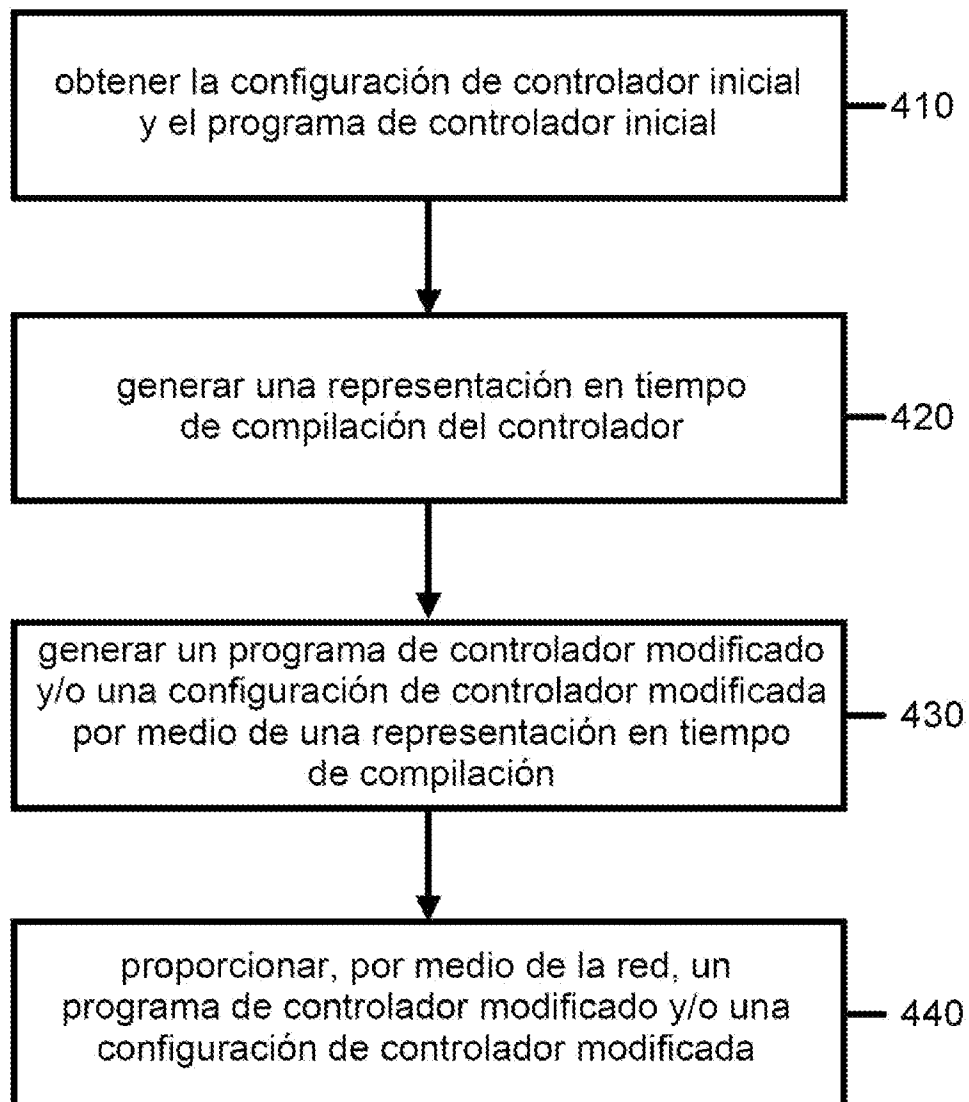 obtener la configuración de controlador inicial
y el programa de controlador inicial
410
generar una representación en tiempo
de compilación del controlador
420
generar un programa de controlador modificado
y/o una configuración de controlador modificada
por medio de una representación en tiempo
de compilación
430
proporcionar, por medio de la red, un
programa de controlador modificado y/o una
configuración de controlador modificada
440